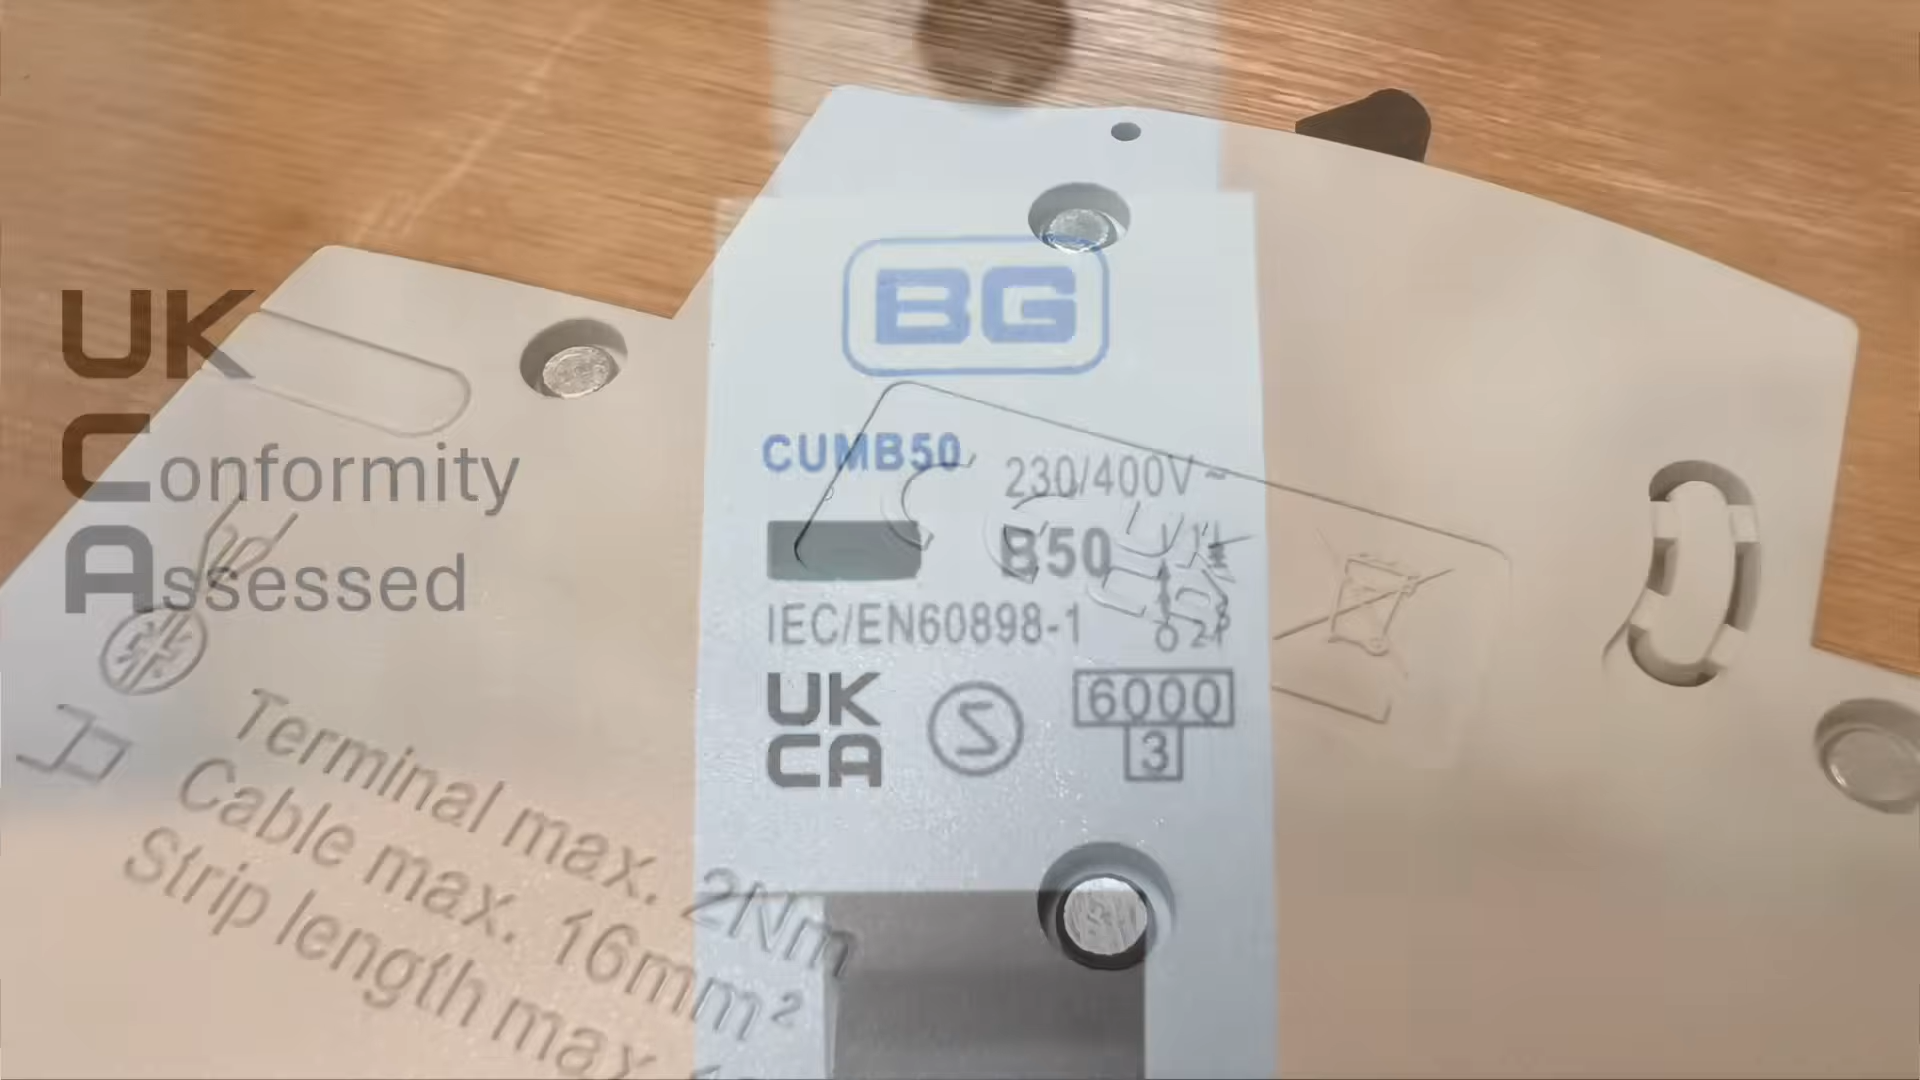 BG
CUMB50
230/400V~
B50
IEC/EN60898-1
UK
CA
6000
3
UK
Conformity
Assessed
Terminal max. 2Nm
Cable max. 16mm²
Strip length max.